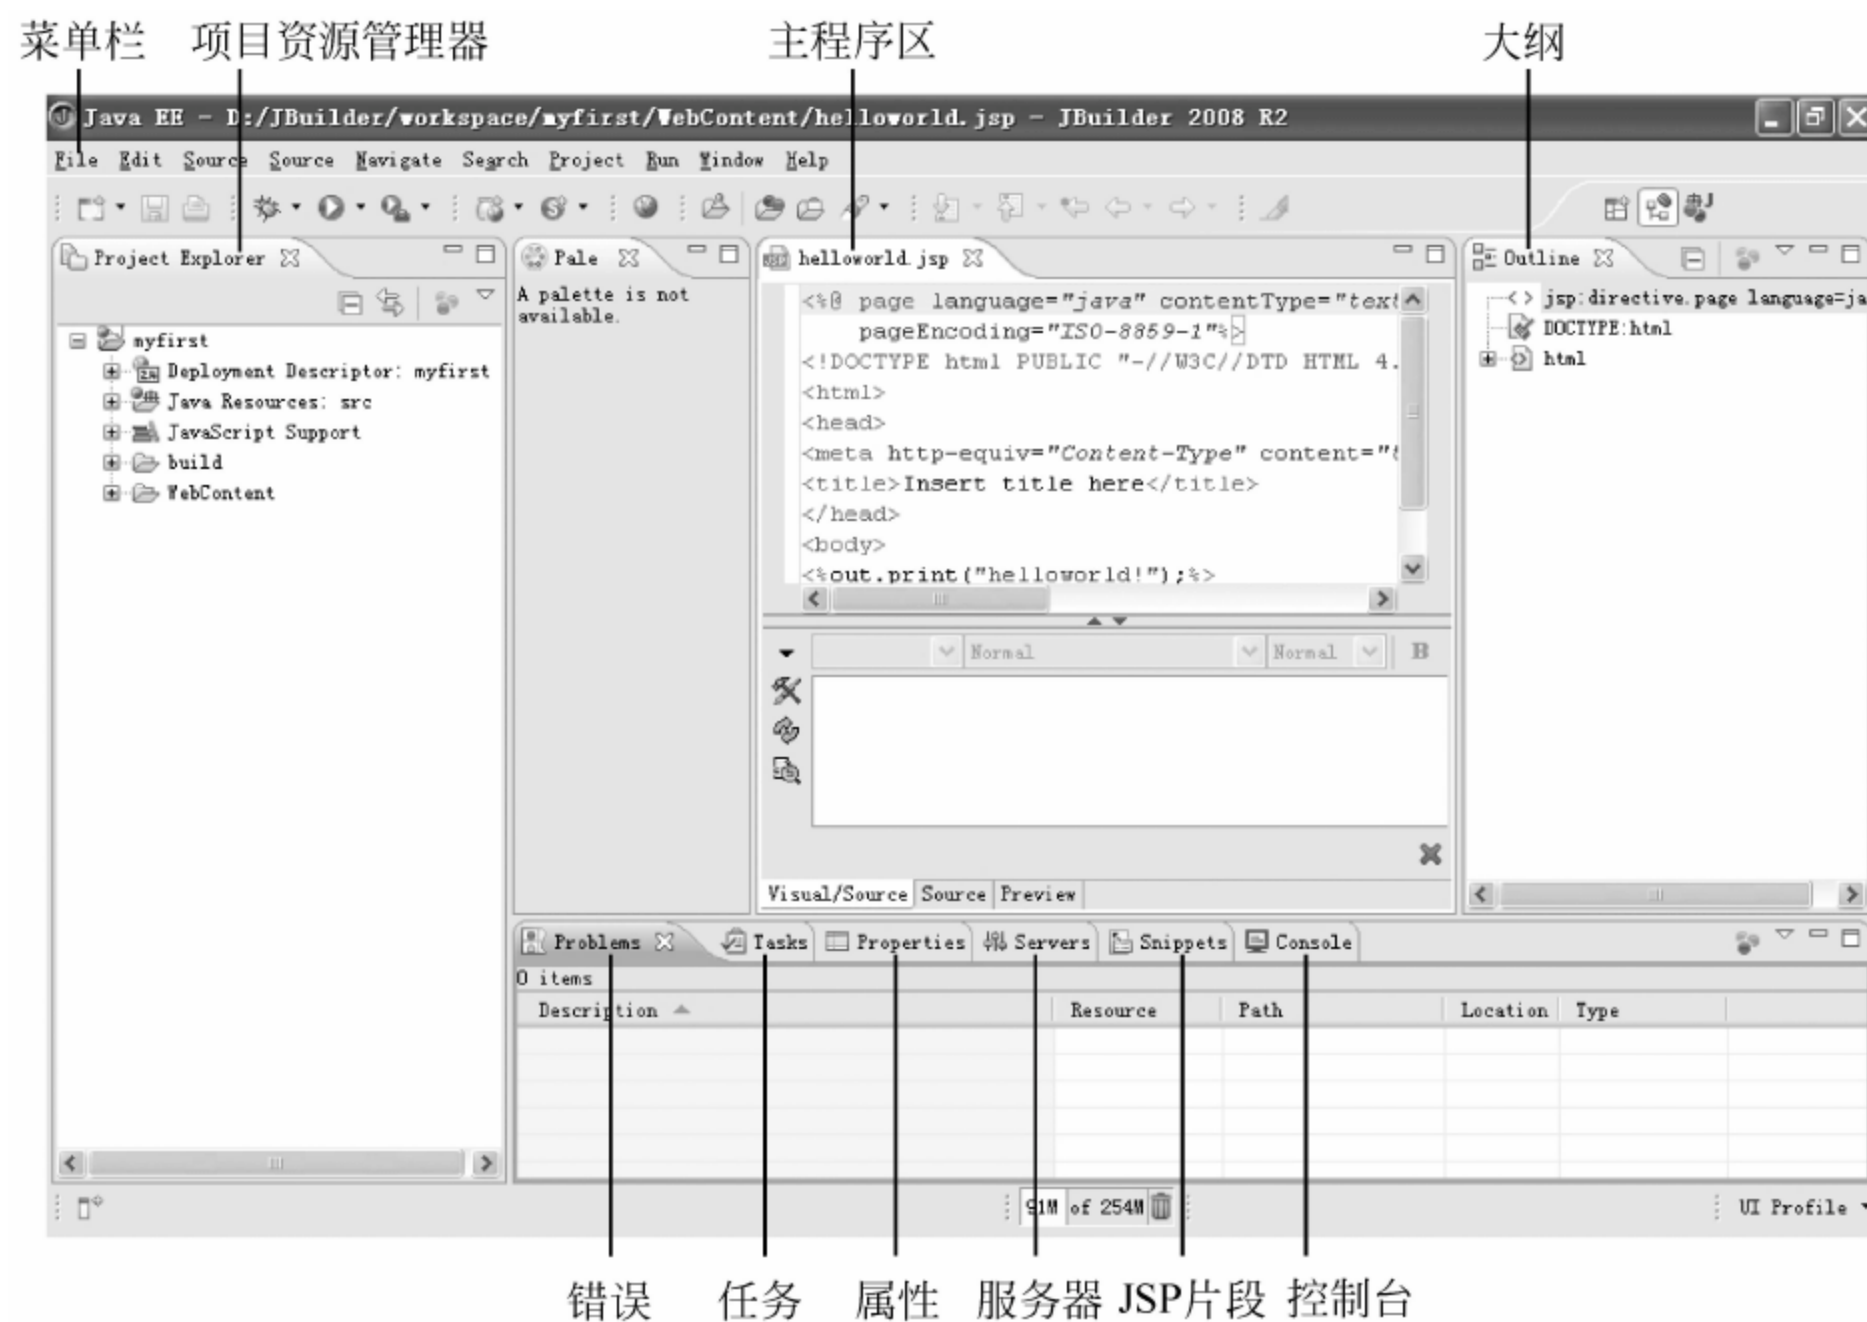 菜单栏 项目资源管理器 主程序区 大纲
Java EE - D:/JBuilder/workspace/myfirst/WebContent/helloworld.jsp - JBuilder 2008 R2
File Edit Source Source Navigate Search Project Run Window Help
Project Explorer
myfirst
Deployment Descriptor: myfirst
Java Resources: src
JavaScript Support
build
WebContent
Pale
A palette is not
available.
helloworld.jsp
<%@ page language="java" contentType="text
pageEncoding="ISO-8859-1"%>
<!DOCTYPE html PUBLIC "-//W3C//DTD HTML 4.
<html>
<head>
<meta http-equiv="Content-Type" content="t
<title>Insert title here</title>
</head>
<body>
<%out.print("helloworld!");%>
Normal Normal B
Visual/Source Source Preview
Outline
jsp:directive.page language=ja
DOCTYPE:html
html
Problems Tasks Properties Servers Snippets Console
0 items
Description Resource Path Location Type
91M of 254M
UI Profile
错误 任务 属性 服务器 JSP片段 控制台